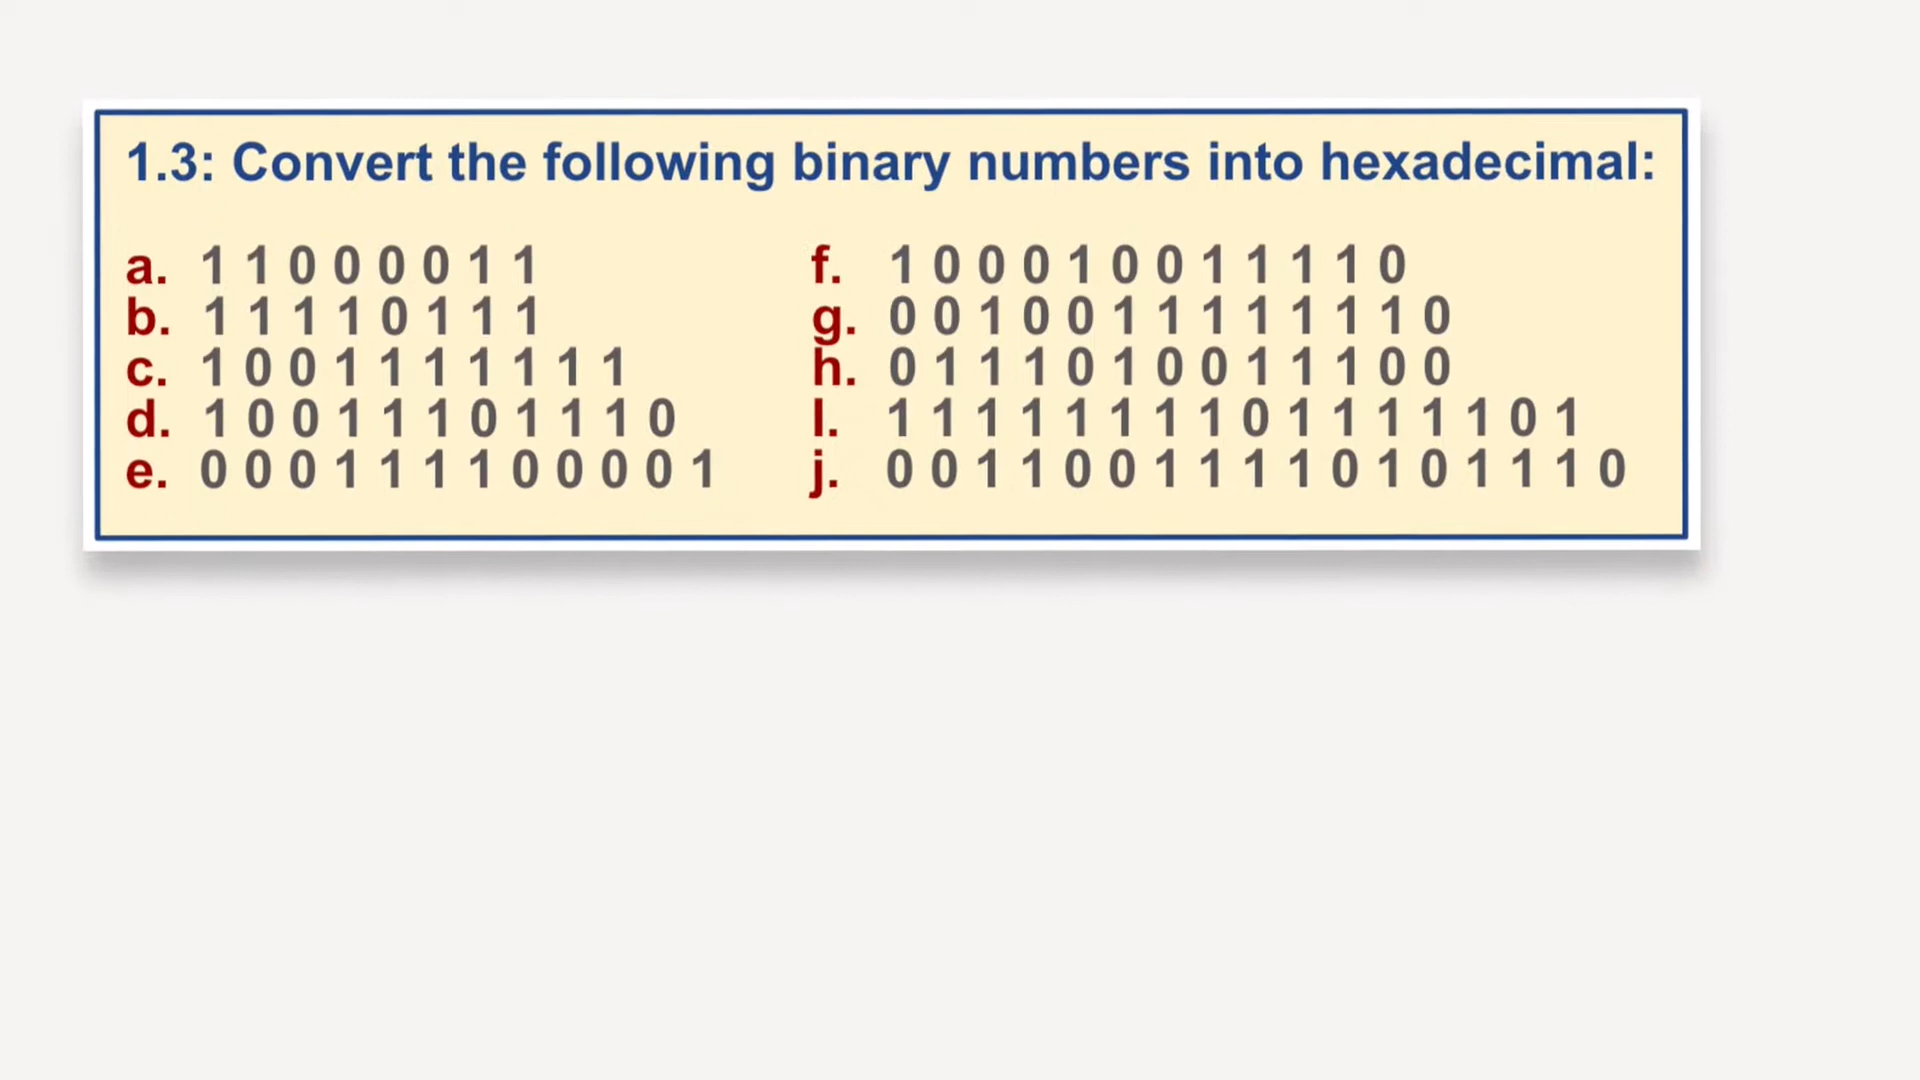 1.3: Convert the following binary numbers into hexadecimal:
a. 1 1 0 0 0 0 1 1
b. 1 1 1 1 0 1 1 1
c. 1 0 0 1 1 1 1 1 1 1
d. 1 0 0 1 1 1 0 1 1 1 0
e. 0 0 0 1 1 1 1 0 0 0 0 1
f. 1 0 0 0 1 0 0 1 1 1 1 0
g. 0 0 1 0 0 1 1 1 1 1 1 1 0
h. 0 1 1 1 0 1 0 0 1 1 1 0 0
I. 1 1 1 1 1 1 1 1 0 1 1 1 1 1 0 1
j. 0 0 1 1 0 0 1 1 1 1 0 1 0 1 1 1 0